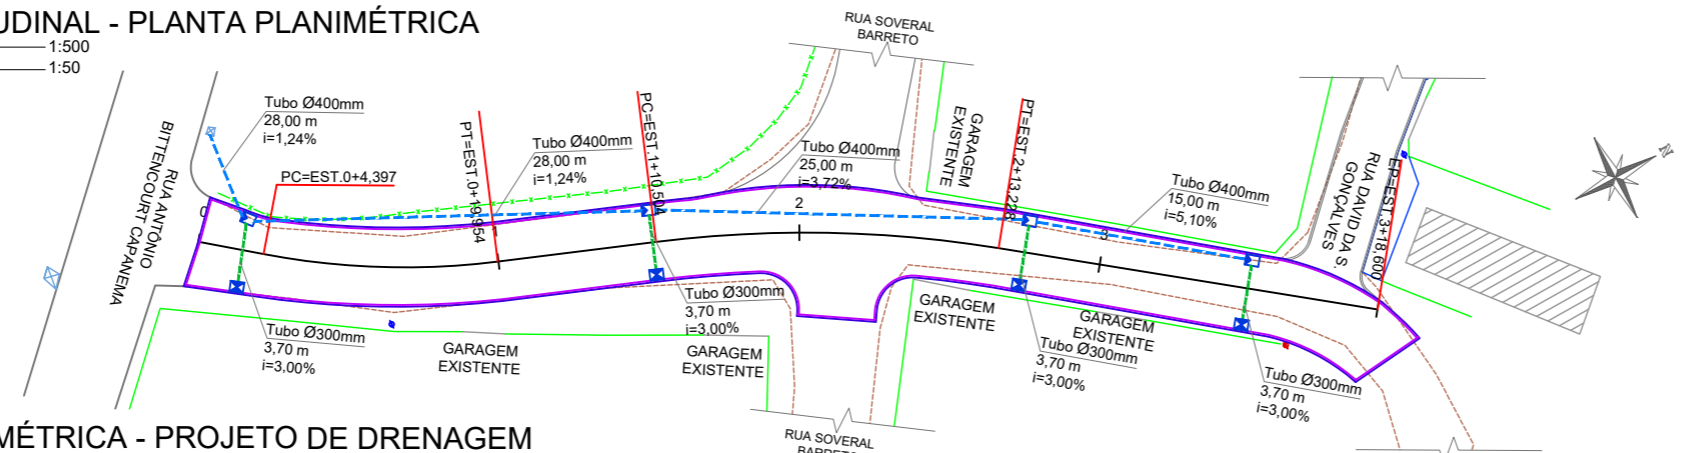 UDINAL - PLANTA PLANIMÉTRICA
1:500
1:50
RUA SOVERAL
BARRETO
Tubo Ø400mm
28,00 m
i=1,24%
RUA ANTÔNIO
BITTENCOURT CAPANEMA
PC=EST.0+4,397
PT=EST.0+19,954
Tubo Ø400mm
28,00 m
i=1,24%
PC=EST.1+10,504
Tubo Ø400mm
25,00 m
i=3,72%
GARAGEM
EXISTENTE
PT=EST.2+13,228
Tubo Ø400mm
15,00 m
i=5,10%
RUA DAVID DA S.
GONÇALVES
EP=EST.3+18,600
N
0
2
3
Tubo Ø300mm
3,70 m
i=3,00%
GARAGEM
EXISTENTE
Tubo Ø300mm
3,70 m
i=3,00%
GARAGEM
EXISTENTE
GARAGEM
EXISTENTE
GARAGEM
EXISTENTE
Tubo Ø300mm
3,70 m
i=3,00%
Tubo Ø300mm
3,70 m
i=3,00%
MÉTRICA - PROJETO DE DRENAGEM
RUA SOVERAL
BARRETO